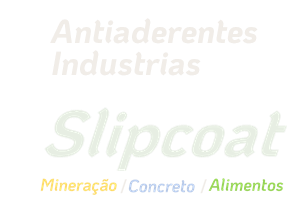 Antiaderentes
Industrias
Slipcoat
Mineração / Concreto / Alimentos